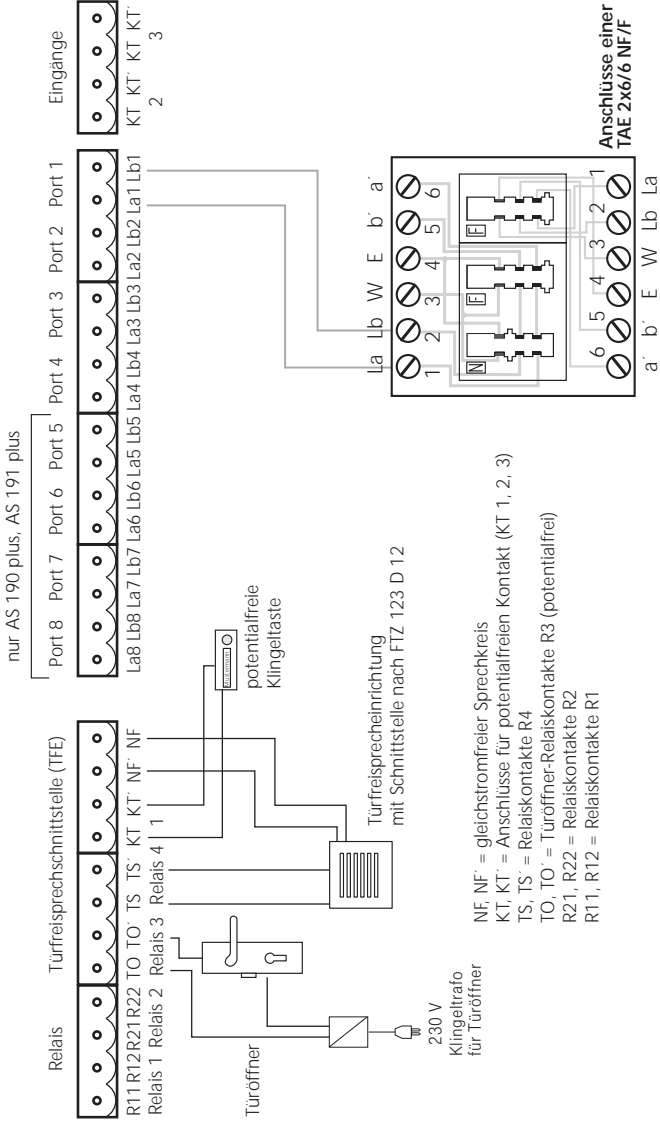 nur AS 190 plus, AS 191 plus
Relais
Türfreisprechschnittstelle (TFE)
Port 8 Port 7 Port 6 Port 5 Port 4 Port 3 Port 2 Port 1
Eingänge
R11 R12 R21 R22 TO TO´ TS TS´ KT KT´ NF´ NF
La8 Lb8 La7 Lb7 La6 Lb6 La5 Lb5 La4 Lb4 La3 Lb3 La2 Lb2 La1 Lb1
KT KT´ KT KT´
Relais 1 Relais 2 Relais 3 Relais 4 1
2 3
Türöffner
230 V
Klingeltrafo
für Türöffner
Mustermann
potentialfreie
Klingeltaste
Türfreisprecheinrichtung
mit Schnittstelle nach FTZ 123 D 12
NF, NF´ = gleichstromfreier Sprechkreis
KT, KT´ = Anschlüsse für potentialfreien Kontakt (KT 1, 2, 3)
TS, TS´ = Relaiskontakte R4
TO, TO´ = Türöffner-Relaiskontakte R3 (potentialfrei)
R21, R22 = Relaiskontakte R2
R11, R12 = Relaiskontakte R1
La Lb W E b´ a´
1 2 3 4 5 6
N F F
6 5 4 3 2 1
a´ b´ E W Lb La
Anschlüsse einer
TAE 2x6/6 NF/F